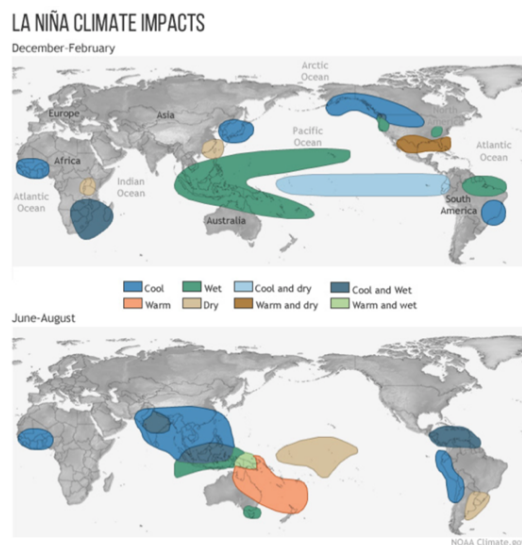 LA NIÑA CLIMATE IMPACTS
December-February
Arctic
Ocean
Europe
Asia
Pacific
Ocean
Atlantic
Ocean
Africa
Indian
Ocean
Atlantic
Ocean
South
America
Australia
Cool
Wet
Cool and dry
Cool and Wet
Warm
Dry
Warm and dry
Warm and wet
June-August
NOAA Climate.go